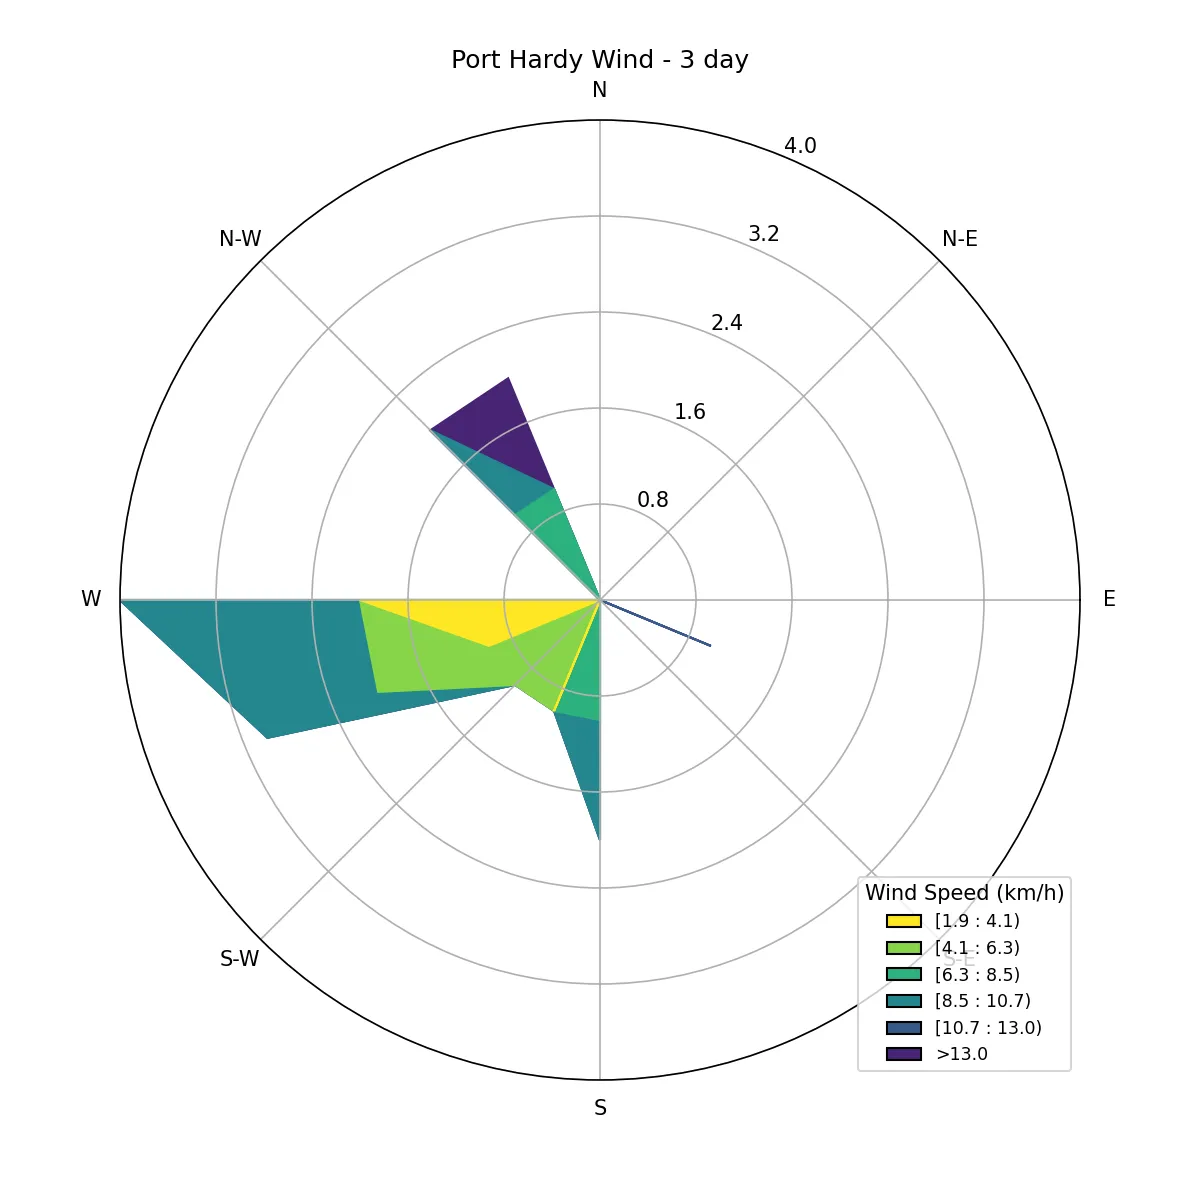 Port Hardy Wind - 3 day
N
4.0
N-W
N-E
3.2
2.4
1.6
0.8
W
E
S-W
S-E
S
Wind Speed (km/h)
[1.9 : 4.1)
[4.1 : 6.3)
[6.3 : 8.5)
[8.5 : 10.7)
[10.7 : 13.0)
>13.0